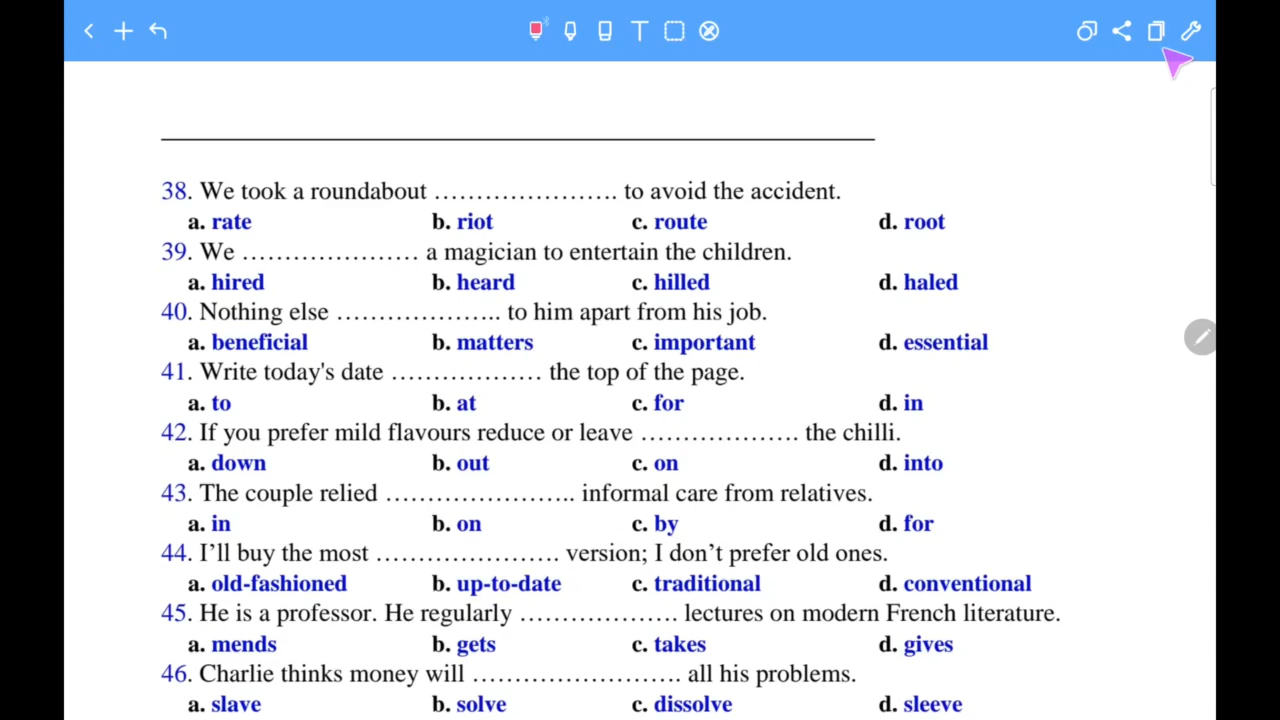 38. We took a roundabout …………………. to avoid the accident.
a. rate b. riot c. route d. root
39. We ………………… a magician to entertain the children.
a. hired b. heard c. hilled d. haled
40. Nothing else ……………….. to him apart from his job.
a. beneficial b. matters c. important d. essential
41. Write today's date ……………… the top of the page.
a. to b. at c. for d. in
42. If you prefer mild flavours reduce or leave ………………. the chilli.
a. down b. out c. on d. into
43. The couple relied ………………….. informal care from relatives.
a. in b. on c. by d. for
44. I’ll buy the most …………………. version; I don’t prefer old ones.
a. old-fashioned b. up-to-date c. traditional d. conventional
45. He is a professor. He regularly ………………. lectures on modern French literature.
a. mends b. gets c. takes d. gives
46. Charlie thinks money will ……………………. all his problems.
a. slave b. solve c. dissolve d. sleeve